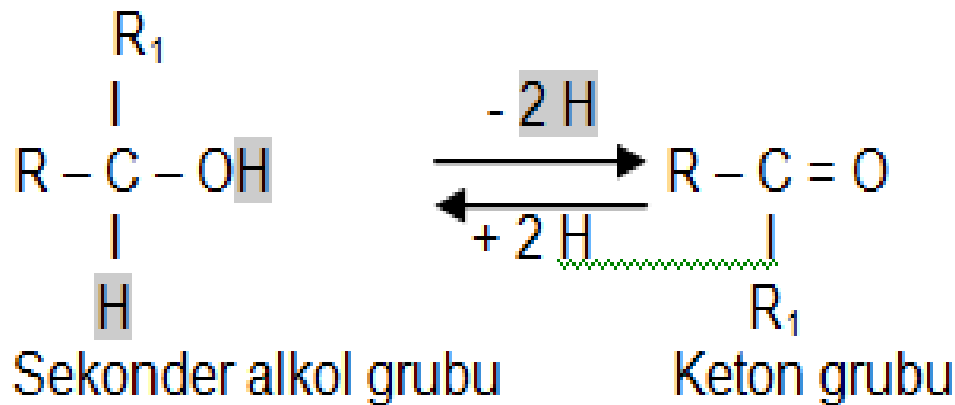 R₁
- 2 H
R – C – OH R – C = O
+ 2 H
H R₁
Sekonder alkol grubu Keton grubu